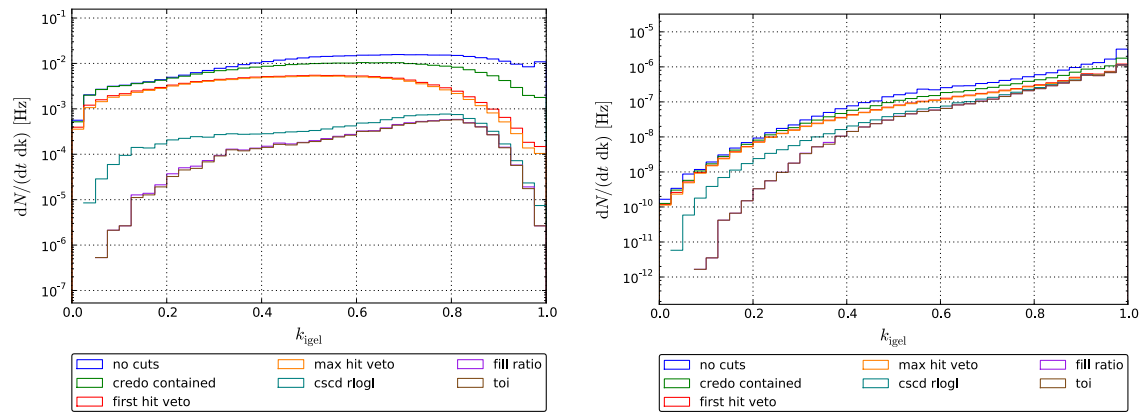 10⁻¹
10⁻²
10⁻³
10⁻⁴
10⁻⁵
10⁻⁶
10⁻⁷
dN/(dt dk) [Hz]
0.0 0.2 0.4 0.6 0.8 1.0
k_igel
no cuts max hit veto fill ratio
credo contained cscd rlogl toi
first hit veto
10⁻⁵
10⁻⁶
10⁻⁷
10⁻⁸
10⁻⁹
10⁻¹⁰
10⁻¹¹
10⁻¹²
dN/(dt dk) [Hz]
0.0 0.2 0.4 0.6 0.8 1.0
k_igel
no cuts max hit veto fill ratio
credo contained cscd rlogl toi
first hit veto